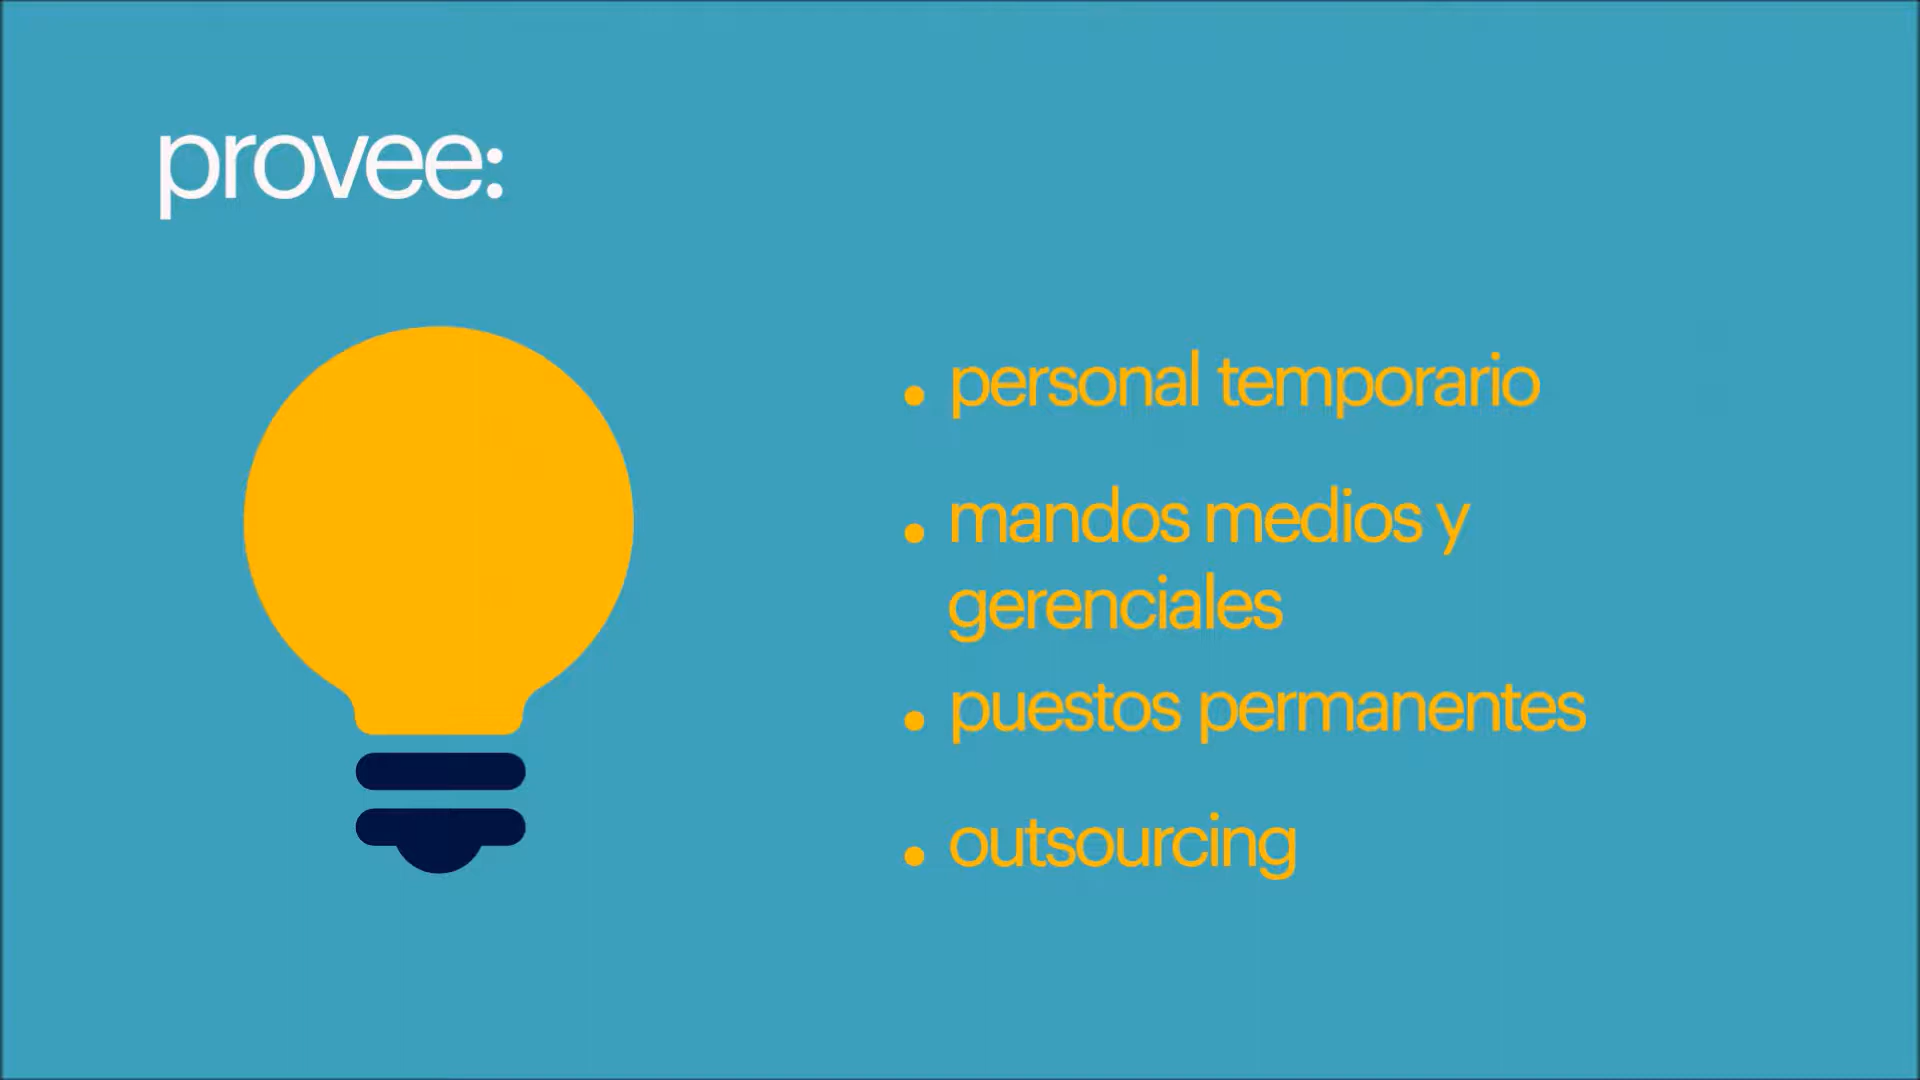 provee:
• personal temporario
• mandos medios y
gerenciales
• puestos permanentes
• outsourcing